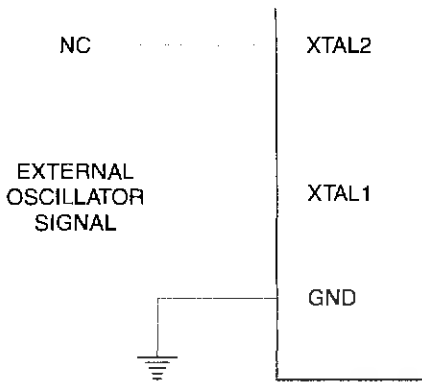 NC
XTAL2
EXTERNAL
OSCILLATOR
SIGNAL
XTAL1
GND